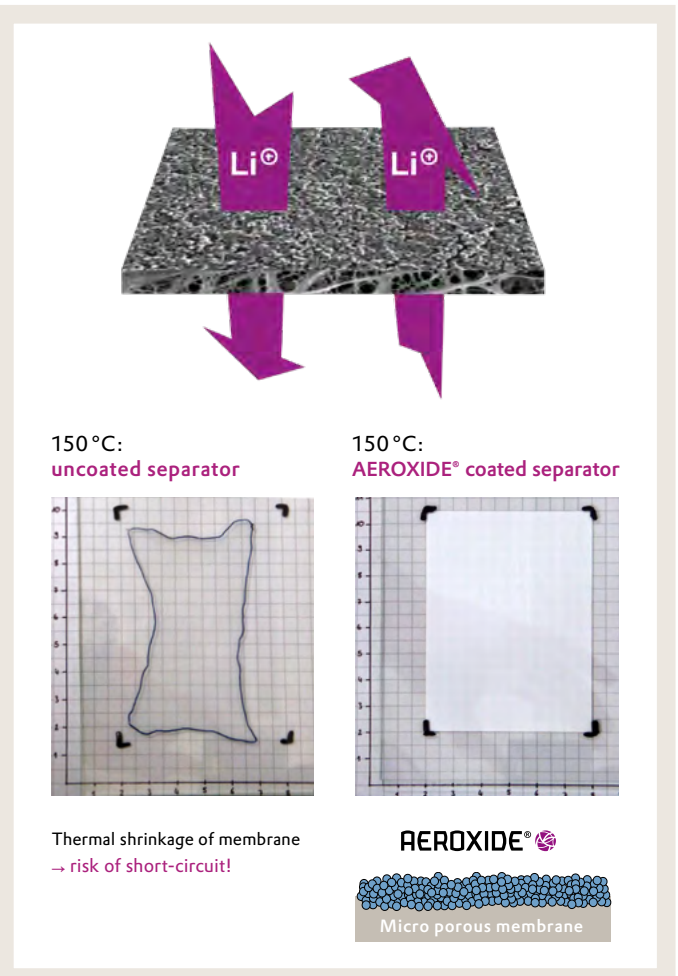 Li⊕
Li⊕
150 °C:
uncoated separator
150 °C:
AEROXIDE® coated separator
Thermal shrinkage of membrane
→ risk of short-circuit!
AEROXIDE®
Micro porous membrane